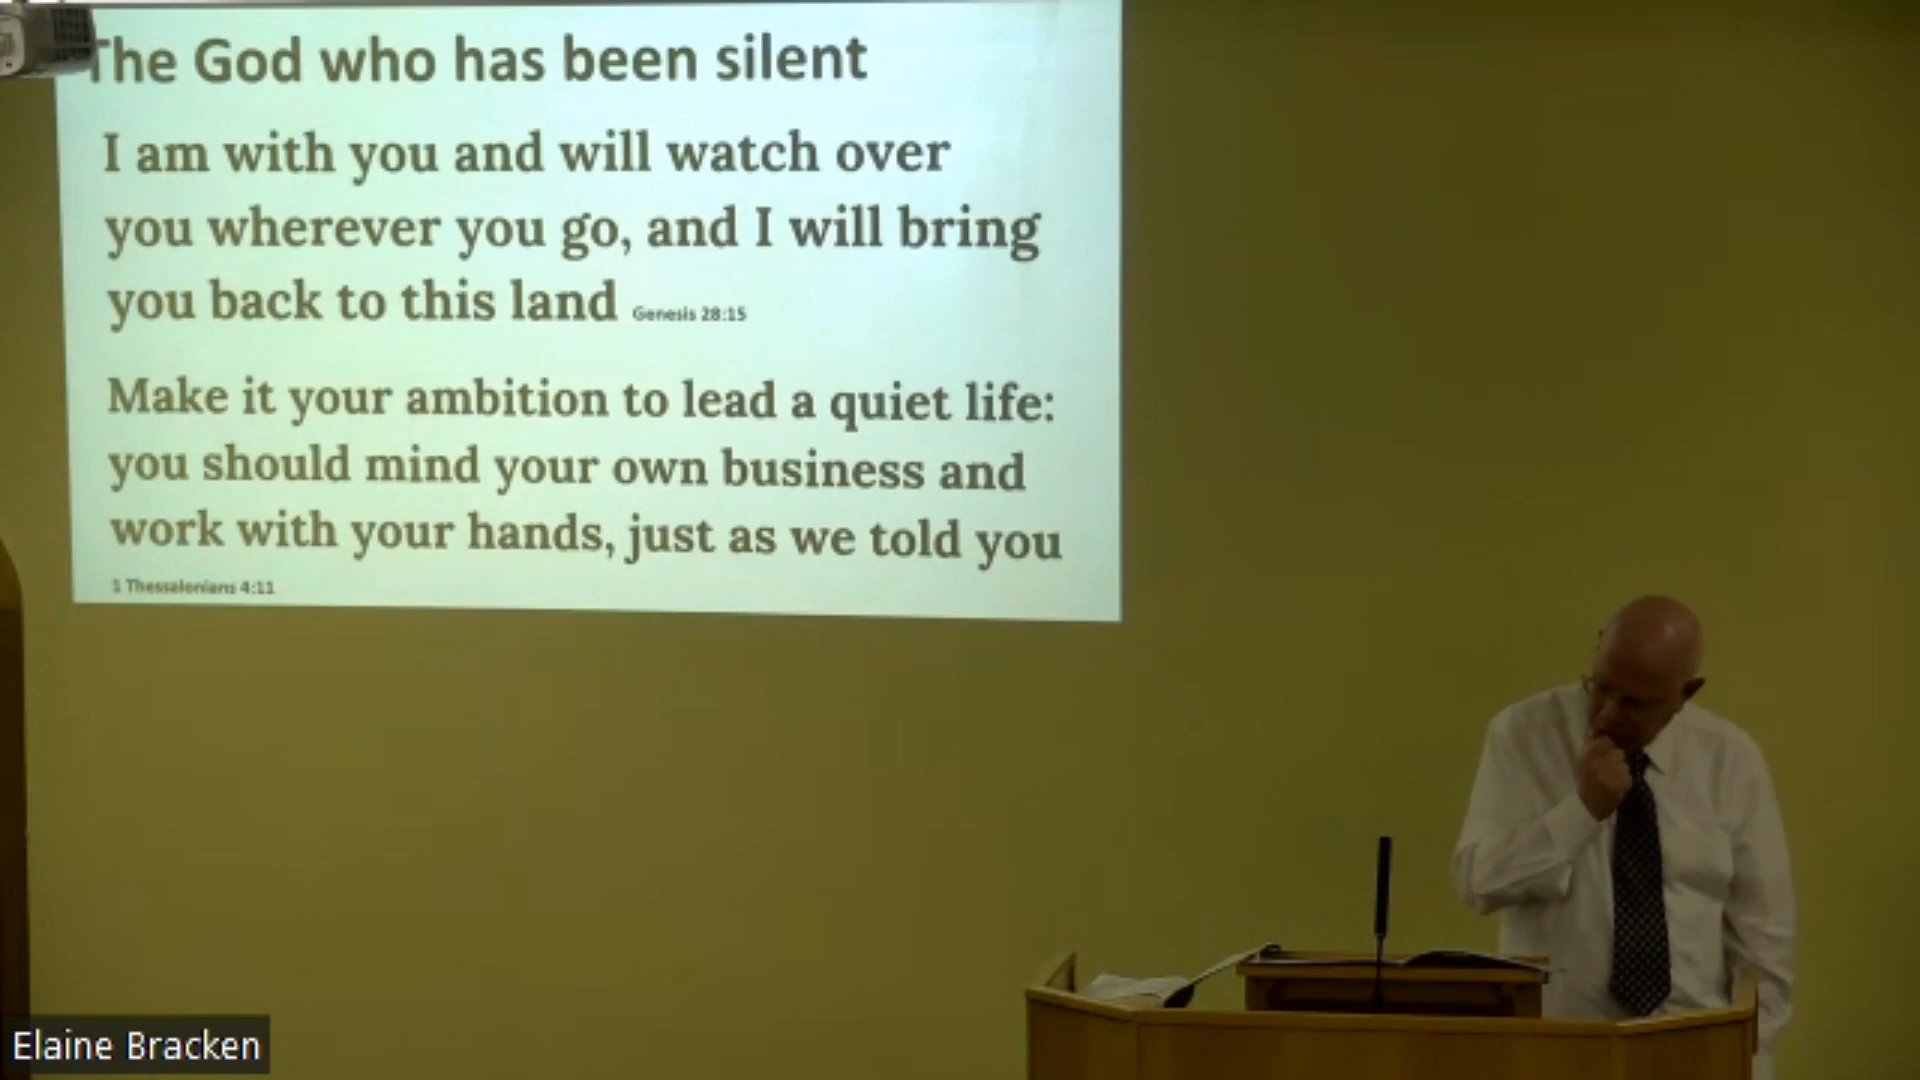 The God who has been silent
I am with you and will watch over
you wherever you go, and I will bring
you back to this land Genesis 28:15
Make it your ambition to lead a quiet life:
you should mind your own business and
work with your hands, just as we told you
1 Thessalonians 4:11
Elaine Bracken